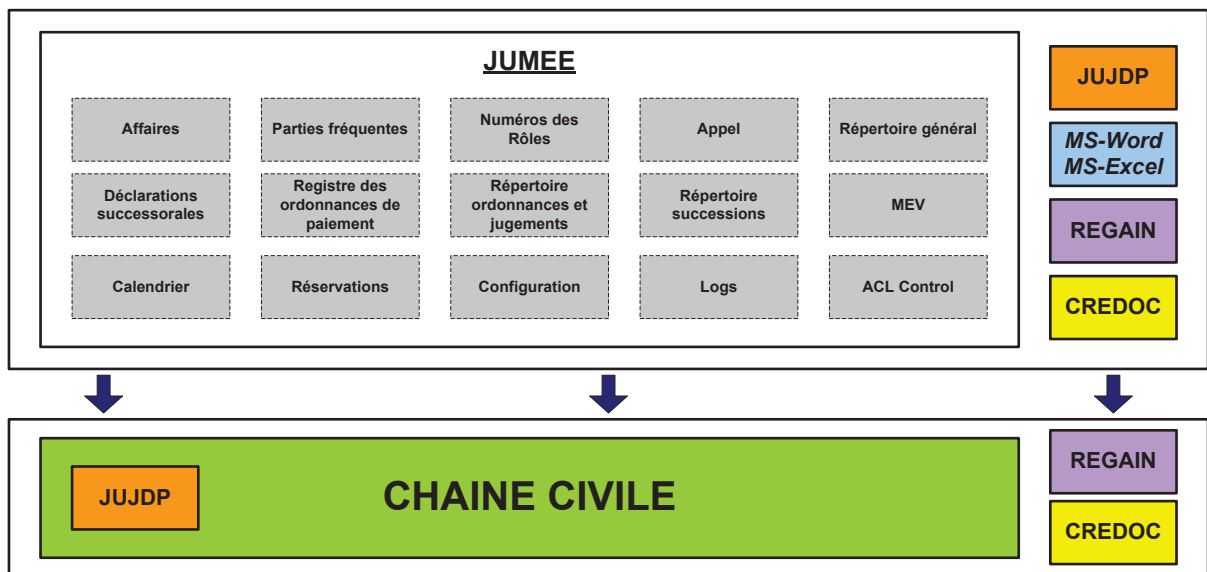 JUMEE
Affaires
Parties fréquentes
Numéros des
Rôles
Appel
Répertoire général
Déclarations
successorales
Registre des
ordonnances de
paiement
Répertoire
ordonnances et
jugements
Répertoire
successions
MEV
Calendrier
Réservations
Configuration
Logs
ACL Control
JUJDP
MS-Word
MS-Excel
REGAIN
CREDOC
JUJDP
CHAINE CIVILE
REGAIN
CREDOC